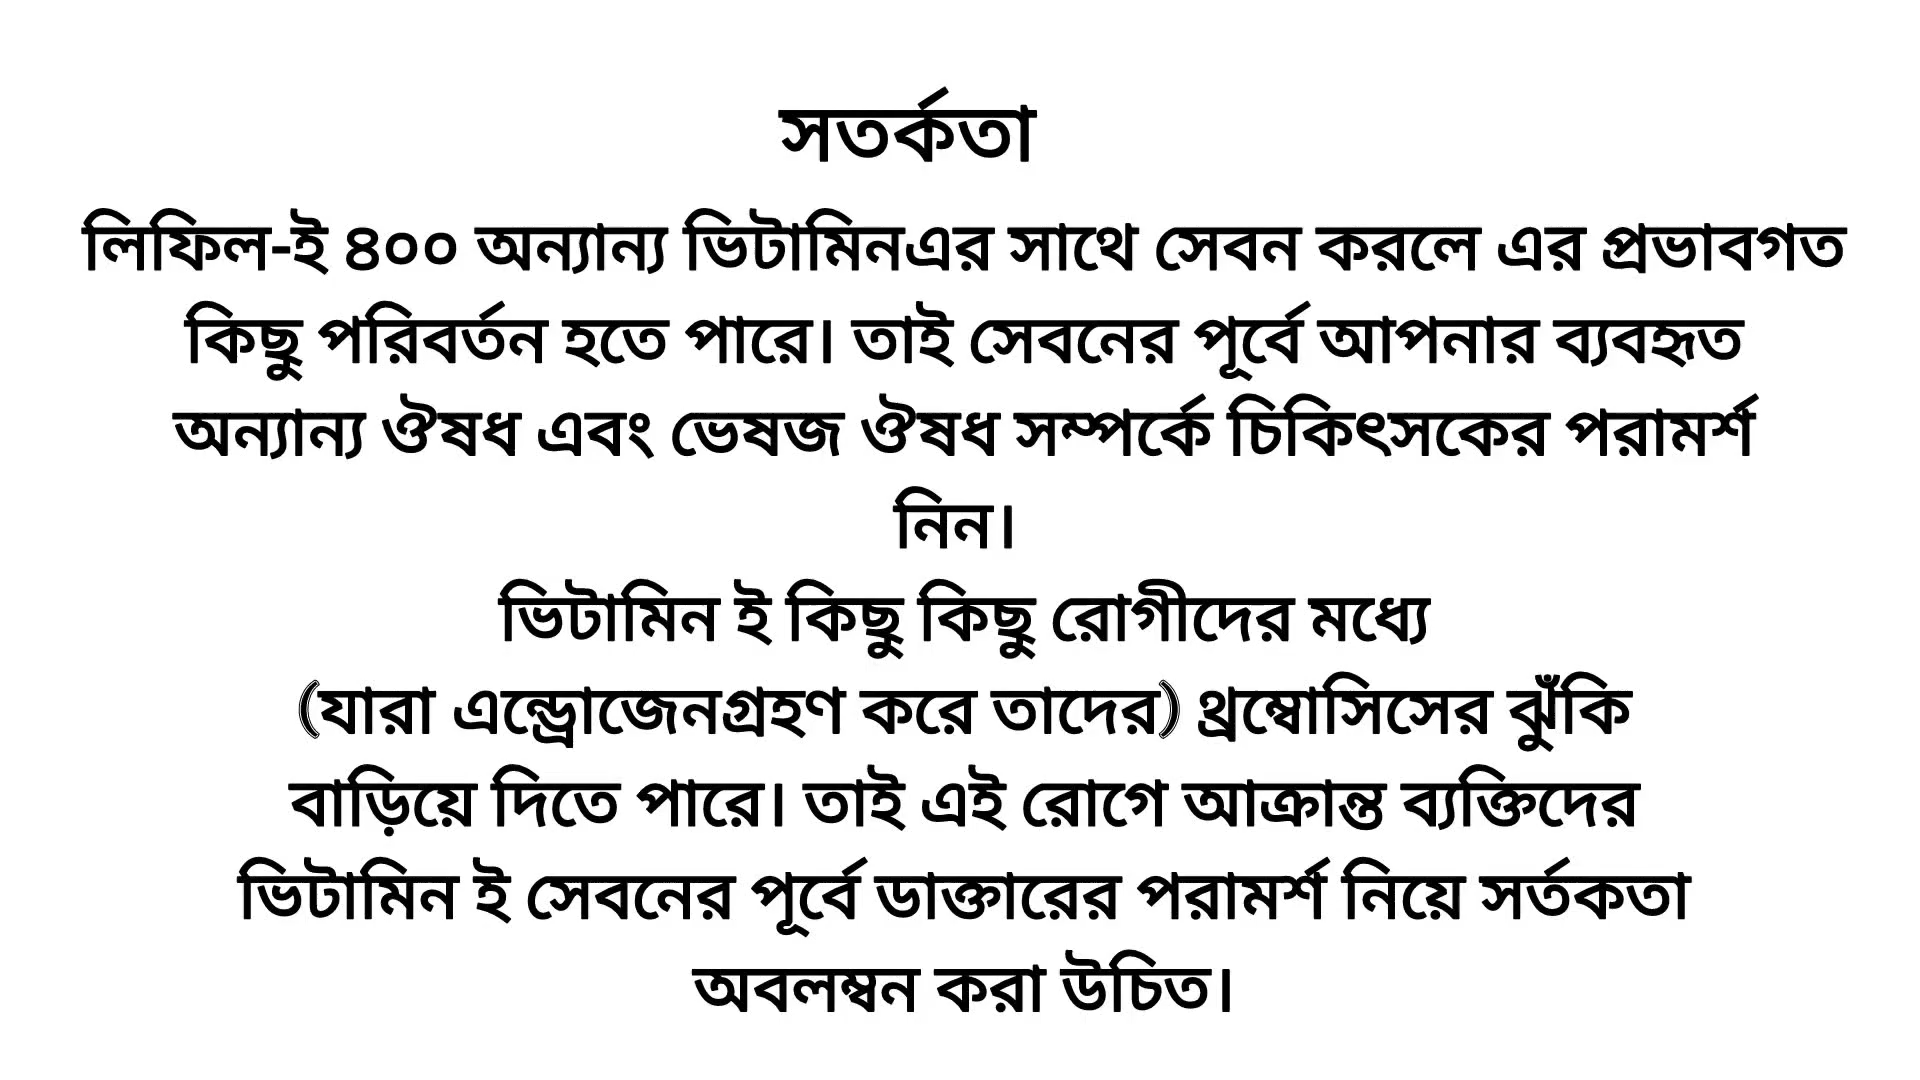 সতর্কতা
লিফিল-ই ৪০০ অন্যান্য ভিটামিনএর সাথে সেবন করলে এর প্রভাবগত
কিছু পরিবর্তন হতে পারে। তাই সেবনের পূর্বে আপনার ব্যবহৃত
অন্যান্য ঔষধ এবং ভেষজ ঔষধ সম্পর্কে চিকিৎসকের পরামর্শ
নিন।
ভিটামিন ই কিছু কিছু রোগীদের মধ্যে
(যারা এন্ড্রোজেনগ্রহণ করে তাদের) থ্রম্বোসিসের ঝুঁকি
বাড়িয়ে দিতে পারে। তাই এই রোগে আক্রান্ত ব্যক্তিদের
ভিটামিন ই সেবনের পূর্বে ডাক্তারের পরামর্শ নিয়ে সর্তকতা
অবলম্বন করা উচিত।